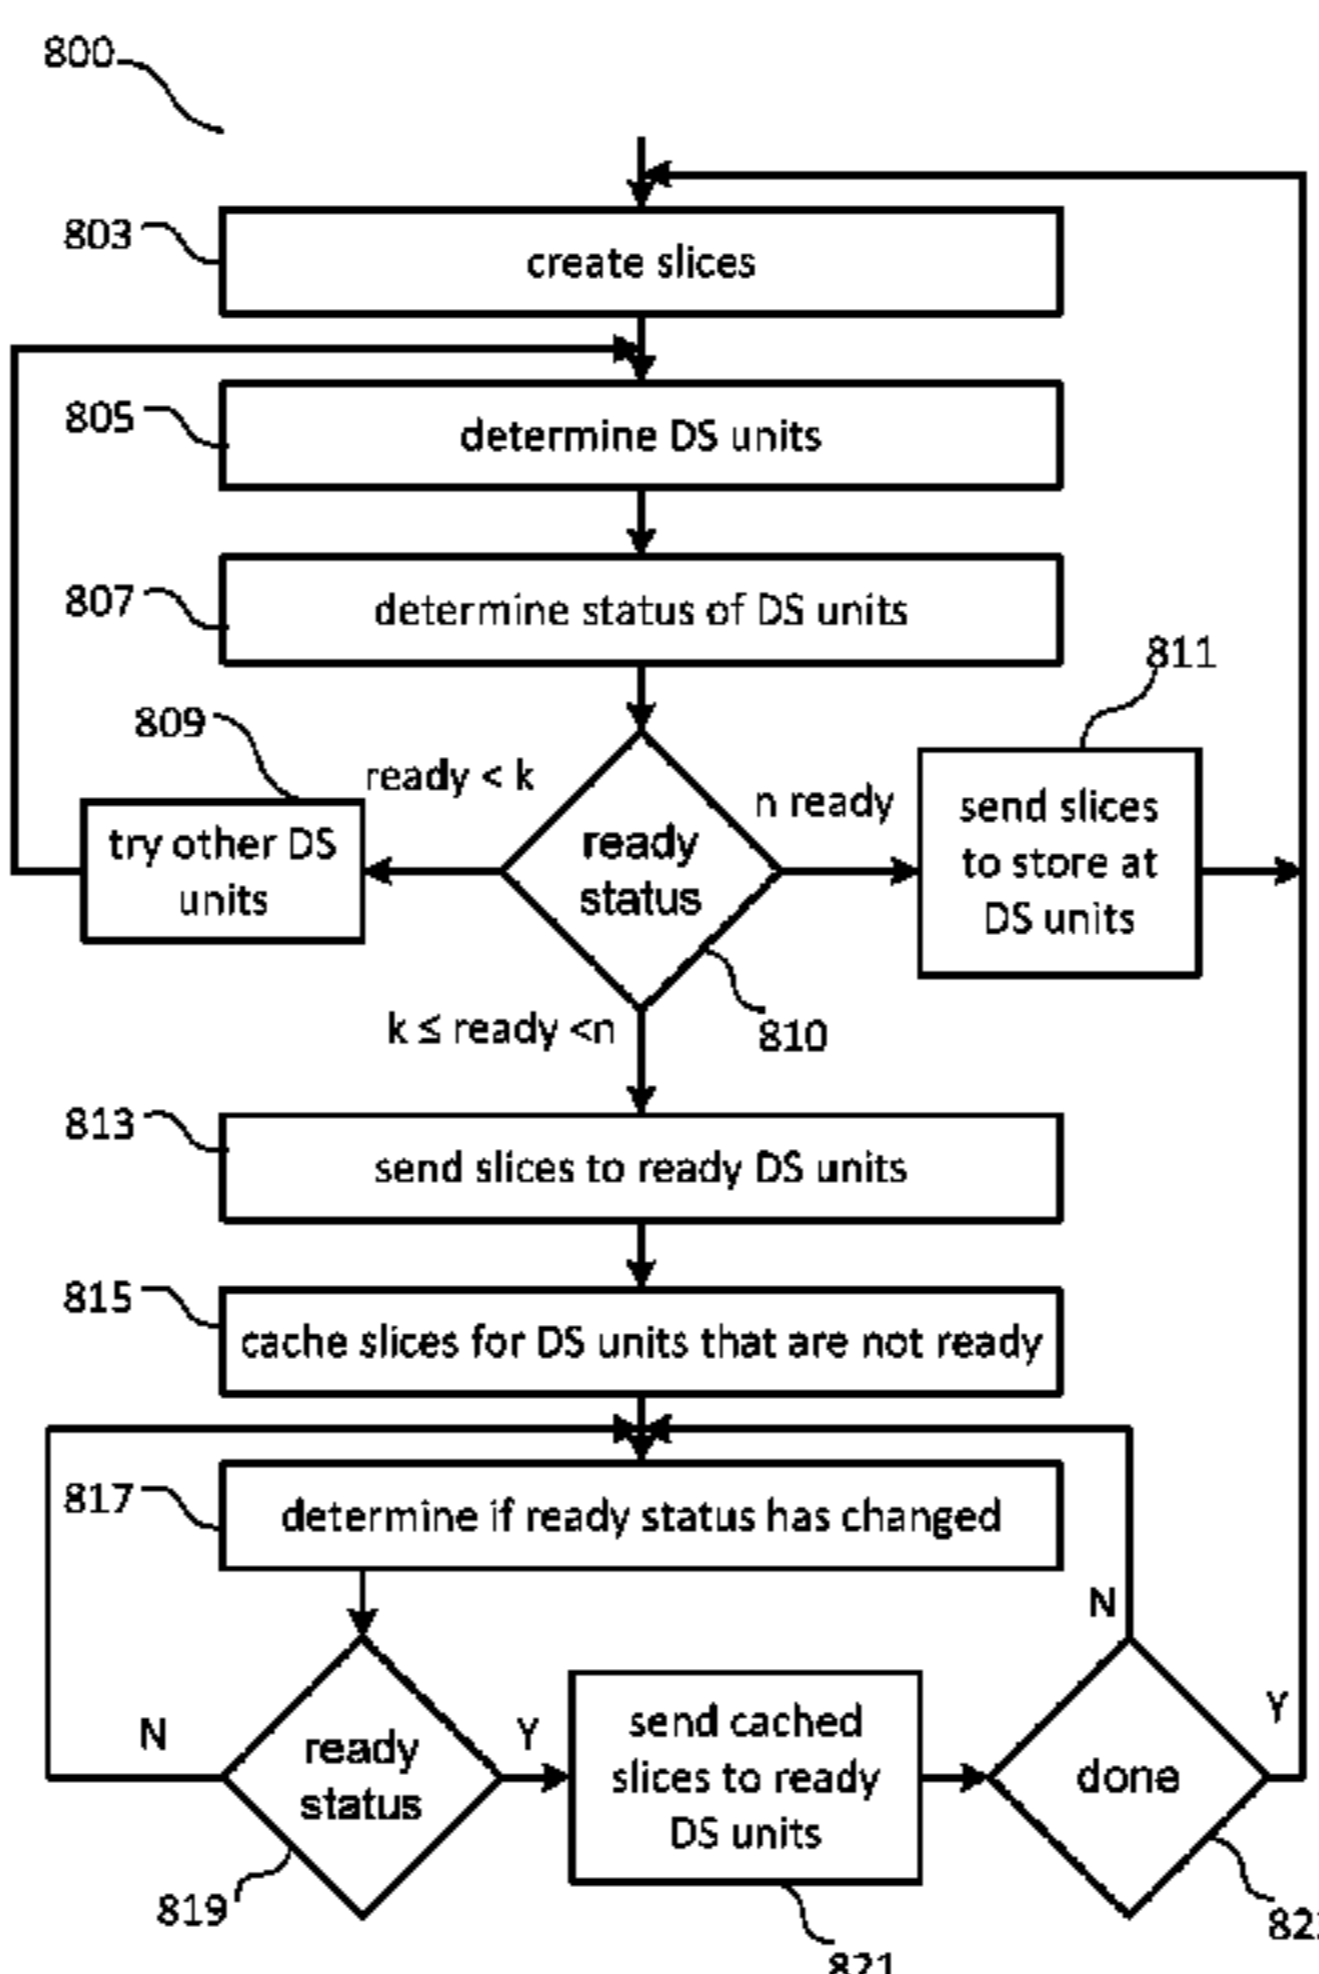 800
803
create slices
805
determine DS units
807
determine status of DS units
811
809
ready < k
n ready
try other DS
units
ready
status
send slices
to store at
DS units
k ≤ ready <n
810
813
send slices to ready DS units
815
cache slices for DS units that are not ready
817
determine if ready status has changed
N
N
Y
Y
ready
status
send cached
slices to ready
DS units
done
819
821